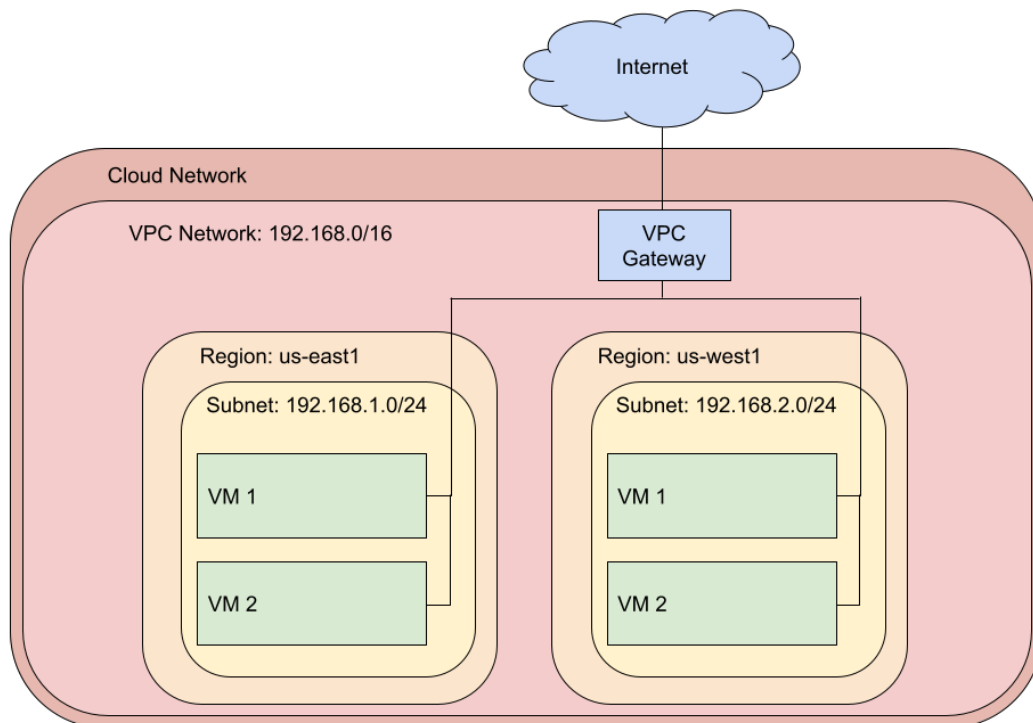 Internet
Cloud Network
VPC Network: 192.168.0/16
VPC
Gateway
Region: us-east1
Region: us-west1
Subnet: 192.168.1.0/24
Subnet: 192.168.2.0/24
VM 1
VM 1
VM 2
VM 2